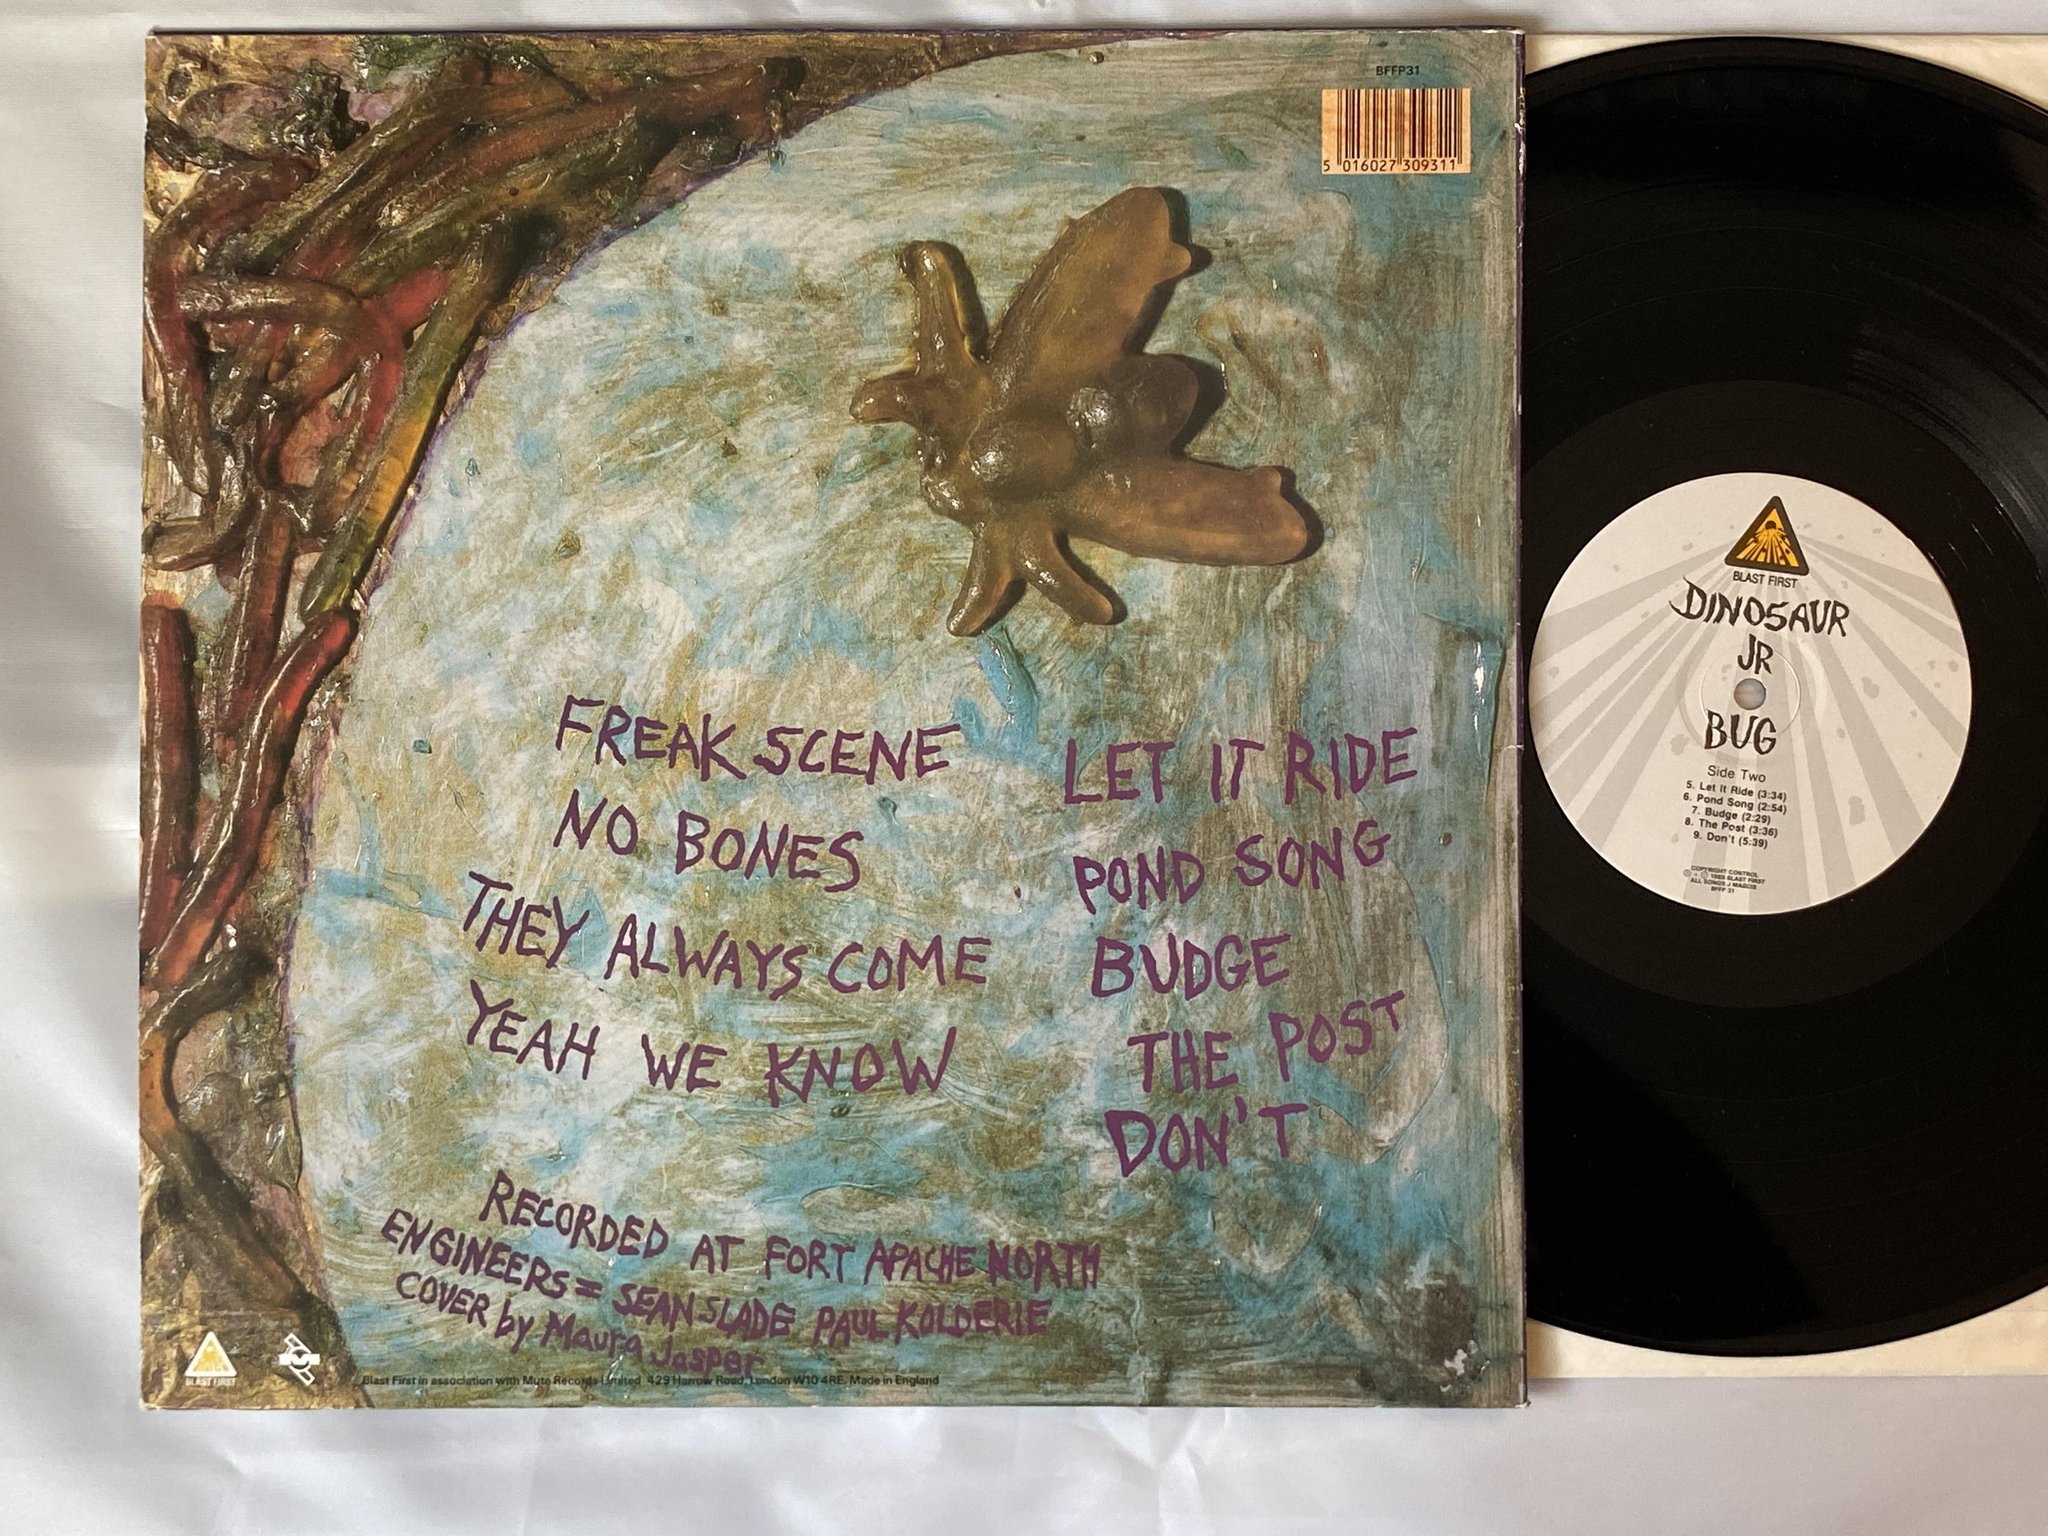 BFFP31
5 016027 309311
FREAK SCENE
NO BONES
THEY ALWAYS COME
YEAH WE KNOW
LET IT RIDE
POND SONG
BUDGE
THE POST
DON'T
RECORDED AT FORT APACHE NORTH
ENGINEERS = SEAN SLADE PAUL KOLDERIE
COVER by Maura Jasper
BLAST FIRST
Blast First in association with Mute Records Limited 429 Harrow Road, London W10 4RE. Made in England
BLAST FIRST
DINOSAUR
JR
BUG
Side Two
5. Let It Ride (3:34)
6. Pond Song (2:54)
7. Budge (2:29)
8. The Post (3:36)
9. Don't (5:39)
COPYRIGHT CONTROL
℗ + © 1988 BLAST FIRST
ALL SONGS J MASCIS
BFFP 31